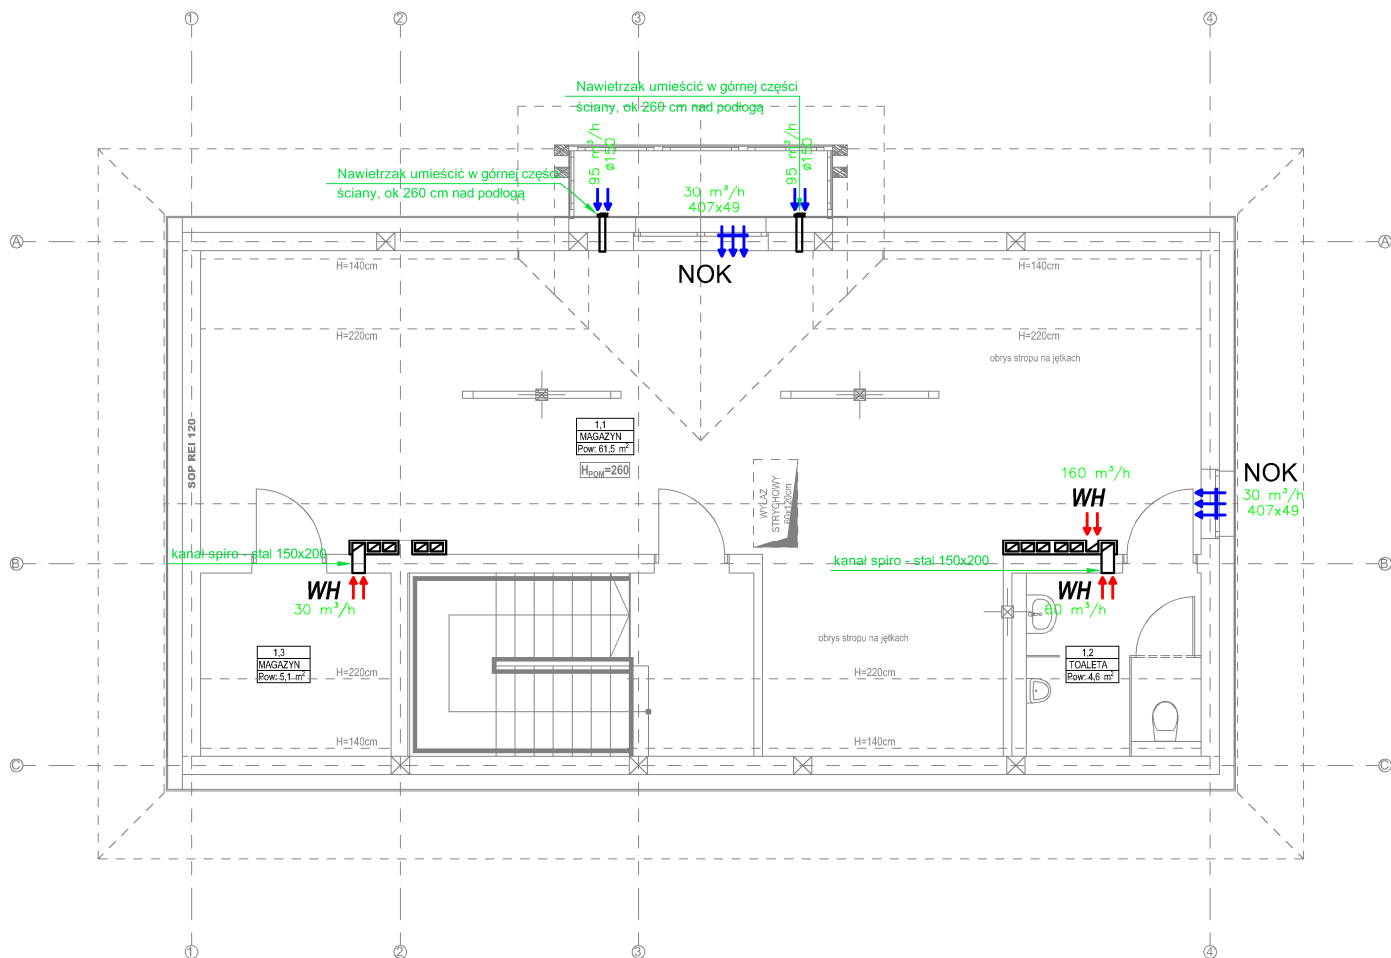 1
2
3
4
Nawietrzak umieścić w górnej części
ściany, ok 260 cm nad podłogą
95 m³/h
ø150
95 m³/h
ø150
Nawietrzak umieścić w górnej części
ściany, ok 260 cm nad podłogą
30 m³/h
407x49
A
A
NOK
H=140cm
H=140cm
H=220cm
H=220cm
obrys stropu na jętkach
SOP REI 120
1,1
MAGAZYN
Pow: 61,5 m²
HPOM=260
WYŁAZ
STRYCHOWY
60x120cm
160 m³/h
WH
NOK
30 m³/h
407x49
kanał spiro - stal 150x200
kanał spiro - stal 150x200
B
B
WH
30 m³/h
WH
60 m³/h
obrys stropu na jętkach
1,3
MAGAZYN
Pow: 5,1 m²
1,2
TOALETA
Pow: 4,6 m²
H=220cm
H=220cm
H=140cm
H=140cm
C
C
1
2
3
4